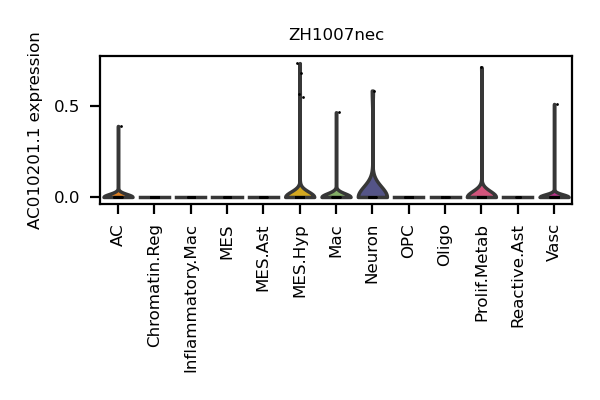 ZH1007nec
AC010201.1 expression
0.5
0.0
AC
Chromatin.Reg
Inflammatory.Mac
MES
MES.Ast
MES.Hyp
Mac
Neuron
OPC
Oligo
Prolif.Metab
Reactive.Ast
Vasc